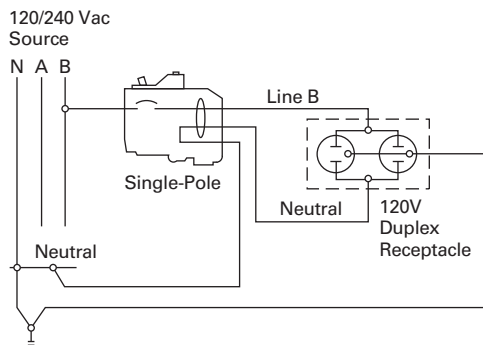 120/240 Vac
Source
N A B
Line B
Single-Pole
Neutral
120V
Duplex
Receptacle
Neutral